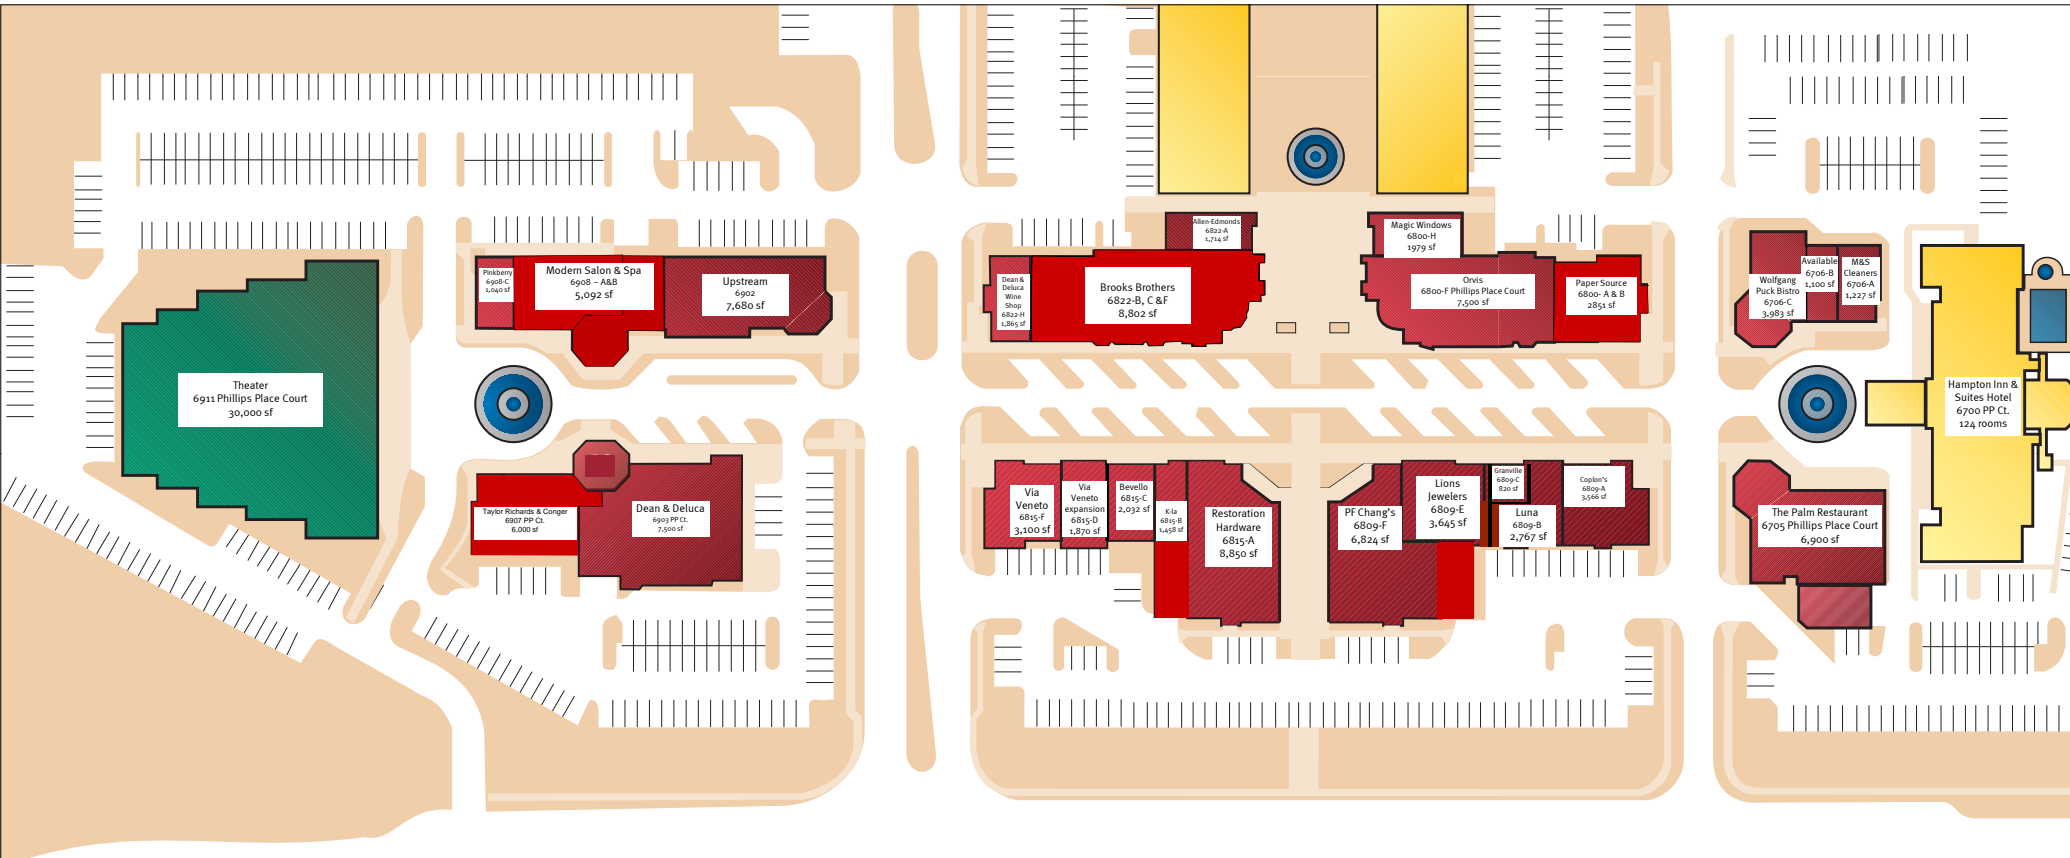 Allen-Edmonds
6822-A
1,714 sf
Magic Windows
6800-H
1979 sf
Pinkberry
6908-C
1,040 sf
Modern Salon & Spa
6908 – A&B
5,092 sf
Upstream
6902
7,680 sf
Dean &
Deluca
Wine
Shop
6822-H
1,865 sf
Brooks Brothers
6822-B, C &F
8,802 sf
Orvis
6800-F Phillips Place Court
7,500 sf
Paper Source
6800- A & B
2851 sf
Wolfgang
Puck Bistro
6706-C
3,983 sf
Available
6706-B
1,100 sf
M&S
Cleaners
6706-A
1,227 sf
Theater
6911 Phillips Place Court
30,000 sf
Hampton Inn &
Suites Hotel
6700 PP Ct.
124 rooms
Taylor Richards & Conger
6907 PP Ct.
6,000 sf
Dean & Deluca
6903 PP Ct.
7,500 sf
Via
Veneto
6815-F
3,100 sf
Via
Veneto
expansion
6815-D
1,870 sf
Bevello
6815-C
2,032 sf
K-la
6815-B
1,458 sf
Restoration
Hardware
6815-A
8,850 sf
PF Chang's
6809-F
6,824 sf
Lions
Jewelers
6809-E
3,645 sf
Granville
6809-C
820 sf
Luna
6809-B
2,767 sf
Coplon's
6809-A
3,566 sf
The Palm Restaurant
6705 Phillips Place Court
6,900 sf